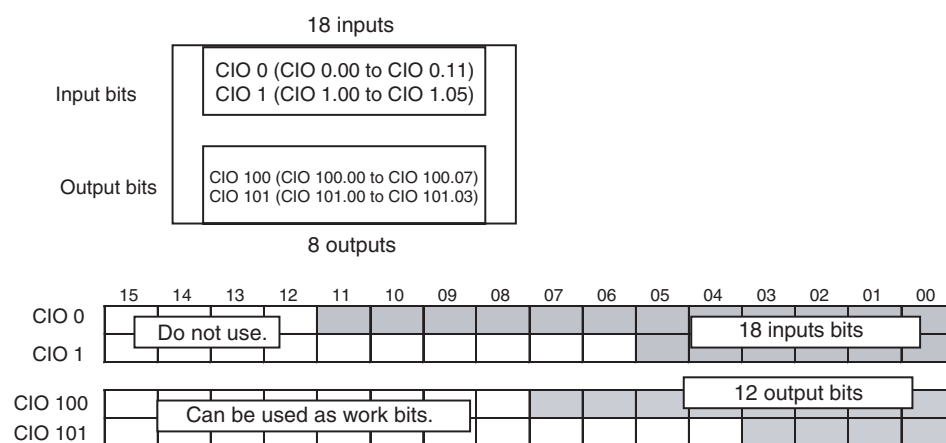 18 inputs
CIO 0 (CIO 0.00 to CIO 0.11)
CIO 1 (CIO 1.00 to CIO 1.05)
Input bits
CIO 100 (CIO 100.00 to CIO 100.07)
CIO 101 (CIO 101.00 to CIO 101.03)
Output bits
8 outputs
15 14 13 12 11 10 09 08 07 06 05 04 03 02 01 00
CIO 0
Do not use.
18 inputs bits
CIO 1
CIO 100
12 output bits
Can be used as work bits.
CIO 101